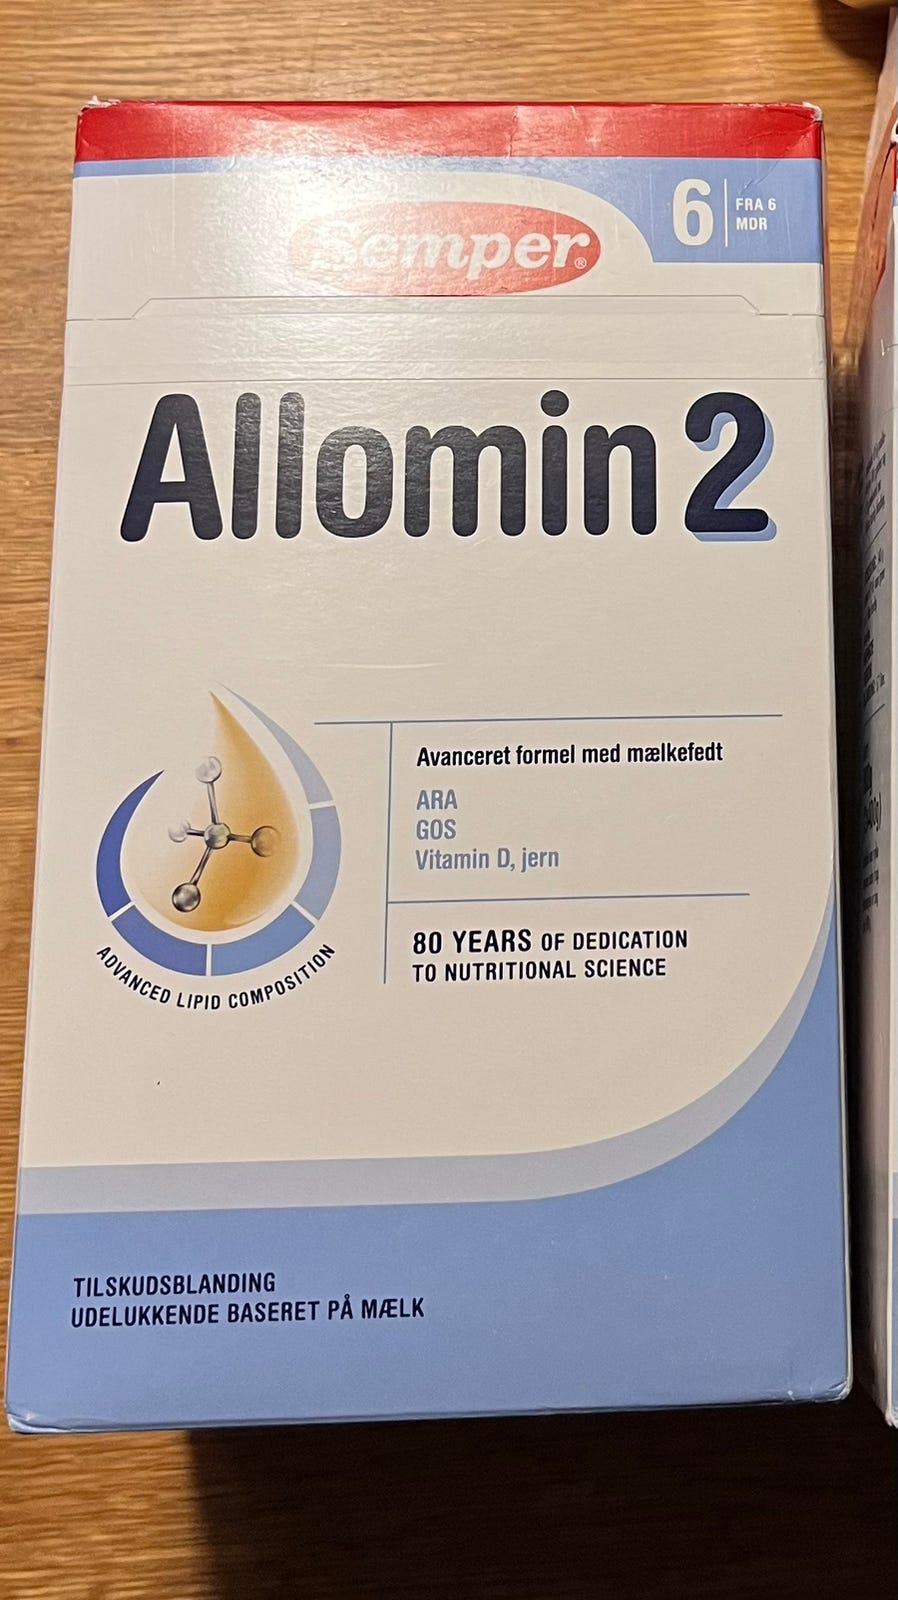 Semper®
6
FRA 6
MDR
Allomin 2
Avanceret formel med mælkefedt
ARA
GOS
Vitamin D, jern
80 YEARS OF DEDICATION
TO NUTRITIONAL SCIENCE
ADVANCED LIPID COMPOSITION
TILSKUDSBLANDING
UDELUKKENDE BASERET PÅ MÆLK